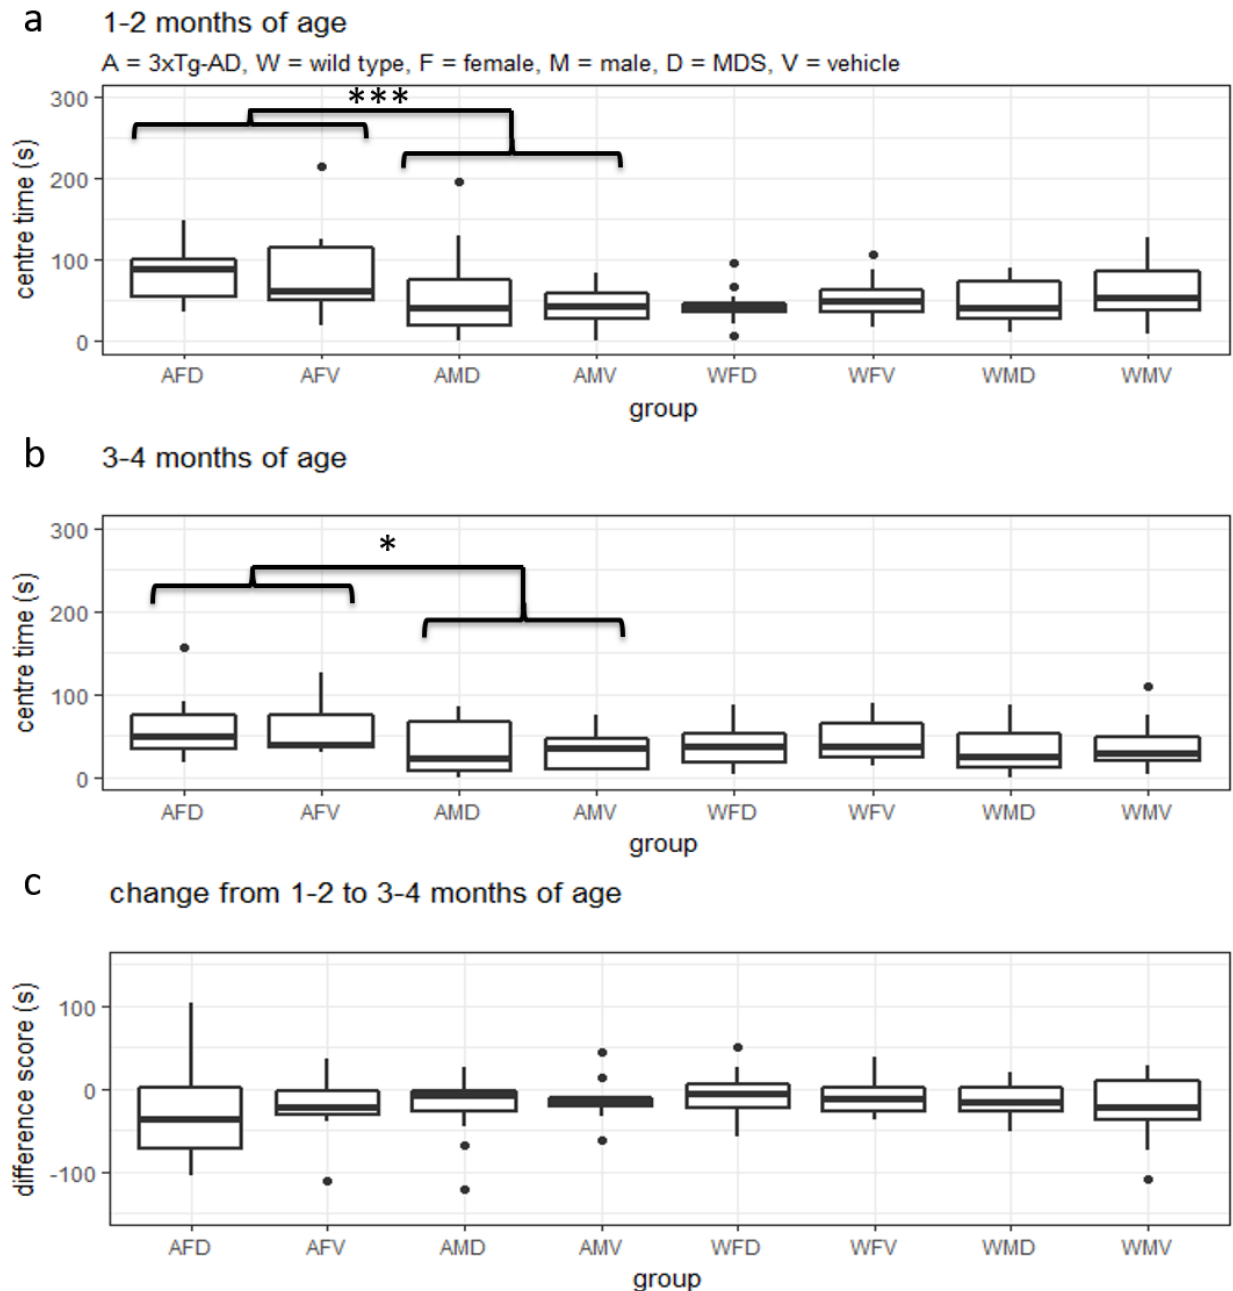 a
1-2 months of age
A = 3xTg-AD, W = wild type, F = female, M = male, D = MDS, V = vehicle
***
centre time (s)
300
200
100
0
AFD AFV AMD AMV WFD WFV WMD WMV
group
b
3-4 months of age
*
centre time (s)
300
200
100
0
AFD AFV AMD AMV WFD WFV WMD WMV
group
c
change from 1-2 to 3-4 months of age
difference score (s)
100
0
-100
AFD AFV AMD AMV WFD WFV WMD WMV
group